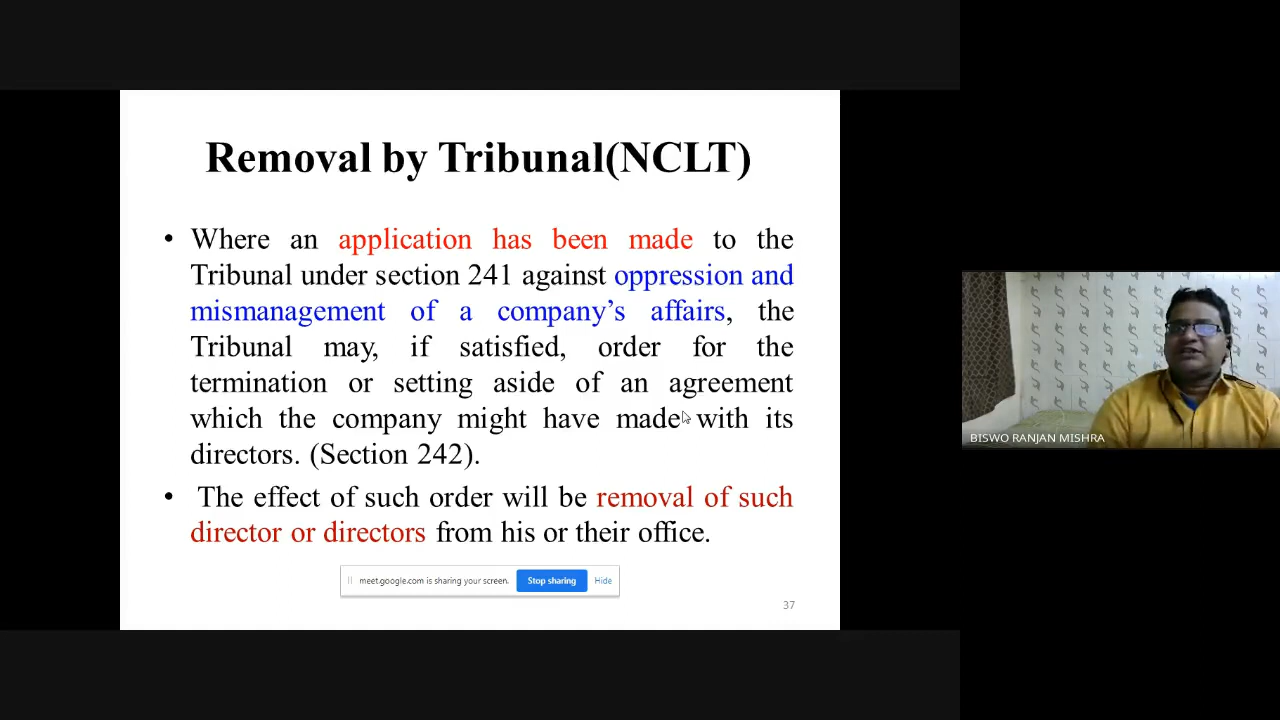 Removal by Tribunal(NCLT)
• Where an application has been made to the
Tribunal under section 241 against oppression and
mismanagement of a company’s affairs, the
Tribunal may, if satisfied, order for the
termination or setting aside of an agreement
which the company might have made with its
directors. (Section 242).
• The effect of such order will be removal of such
director or directors from his or their office.
meet.google.com is sharing your screen. Stop sharing Hide
37
BISWO RANJAN MISHRA